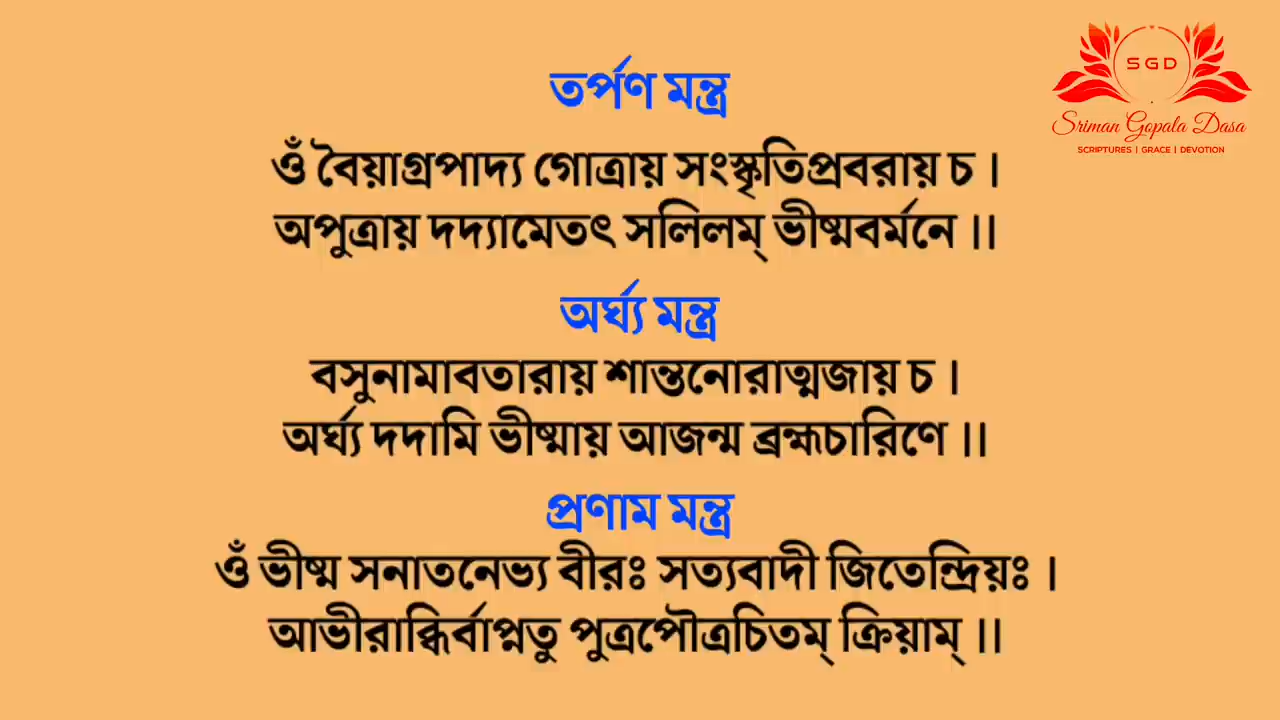 SGD
Sriman Gopala Dasa
SCRIPTURES | GRACE | DEVOTION
তর্পণ মন্ত্র
ওঁ বৈয়াগ্রপাদ্য গোত্রায় সংস্কৃতিপ্রবরায় চ ।
অপুত্রায় দদ্যামেতৎ সলিলম্ ভীষ্মবর্মনে ।।
অর্ঘ্য মন্ত্র
বসুনামাবতারায় শান্তনোরাত্মজায় চ ।
অর্ঘ্য দদামি ভীষ্মায় আজন্ম ব্রহ্মচারিণে ।।
প্রণাম মন্ত্র
ওঁ ভীষ্ম সনাতনেভ্য বীরঃ সত্যবাদী জিতেন্দ্রিয়ঃ ।
আভীরাব্ধির্বাপ্নতু পুত্রপৌত্রচিতম্ ক্রিয়াম্ ।।